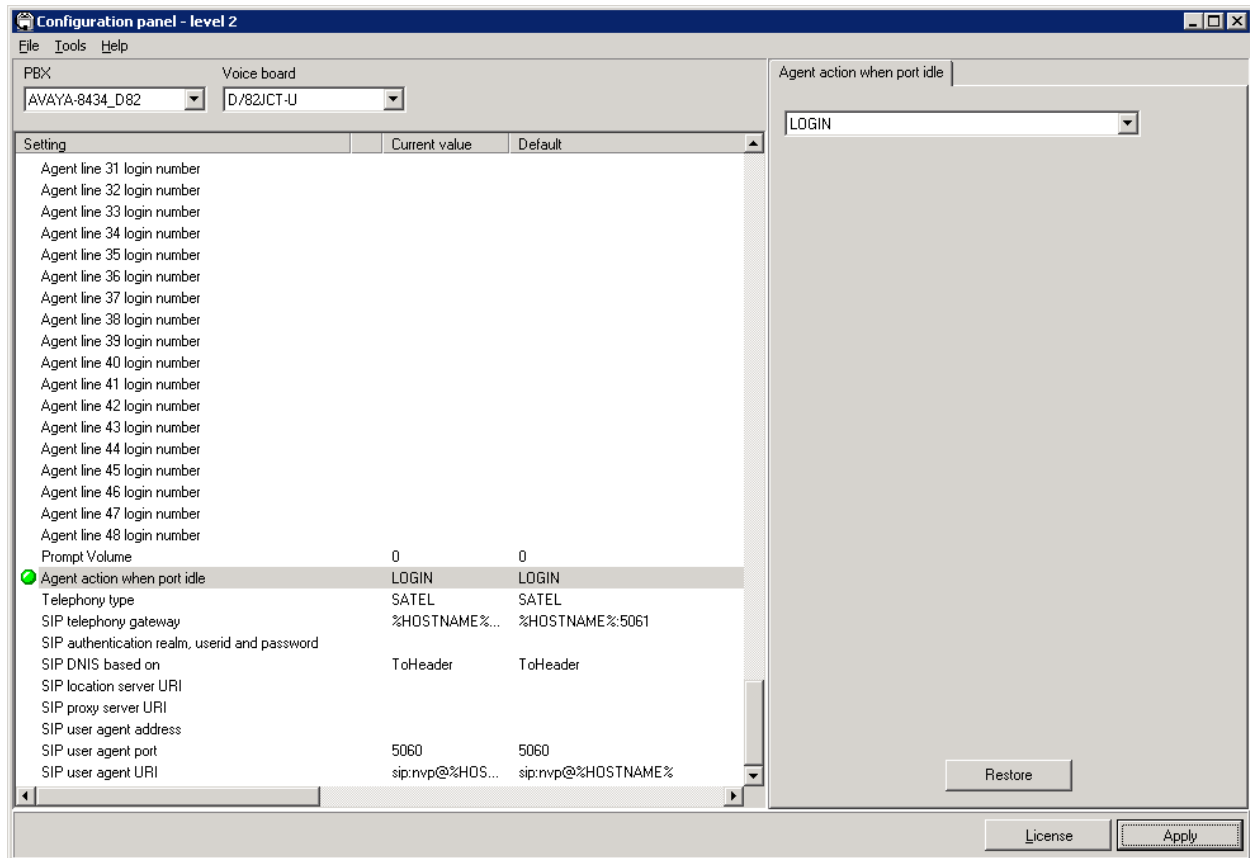 Configuration panel - level 2
File Tools Help
PBX Voice board
AVAYA-8434_D82 D/82JCT-U
Agent action when port idle
LOGIN
Setting Current value Default
Agent line 31 login number
Agent line 32 login number
Agent line 33 login number
Agent line 34 login number
Agent line 35 login number
Agent line 36 login number
Agent line 37 login number
Agent line 38 login number
Agent line 39 login number
Agent line 40 login number
Agent line 41 login number
Agent line 42 login number
Agent line 43 login number
Agent line 44 login number
Agent line 45 login number
Agent line 46 login number
Agent line 47 login number
Agent line 48 login number
Prompt Volume 0 0
Agent action when port idle LOGIN LOGIN
Telephony type SATEL SATEL
SIP telephony gateway %HOSTNAME%... %HOSTNAME%:5061
SIP authentication realm, userid and password
SIP DNIS based on ToHeader ToHeader
SIP location server URI
SIP proxy server URI
SIP user agent address
SIP user agent port 5060 5060
SIP user agent URI sip:nvp@%HOS... sip:nvp@%HOSTNAME%
Restore
License Apply